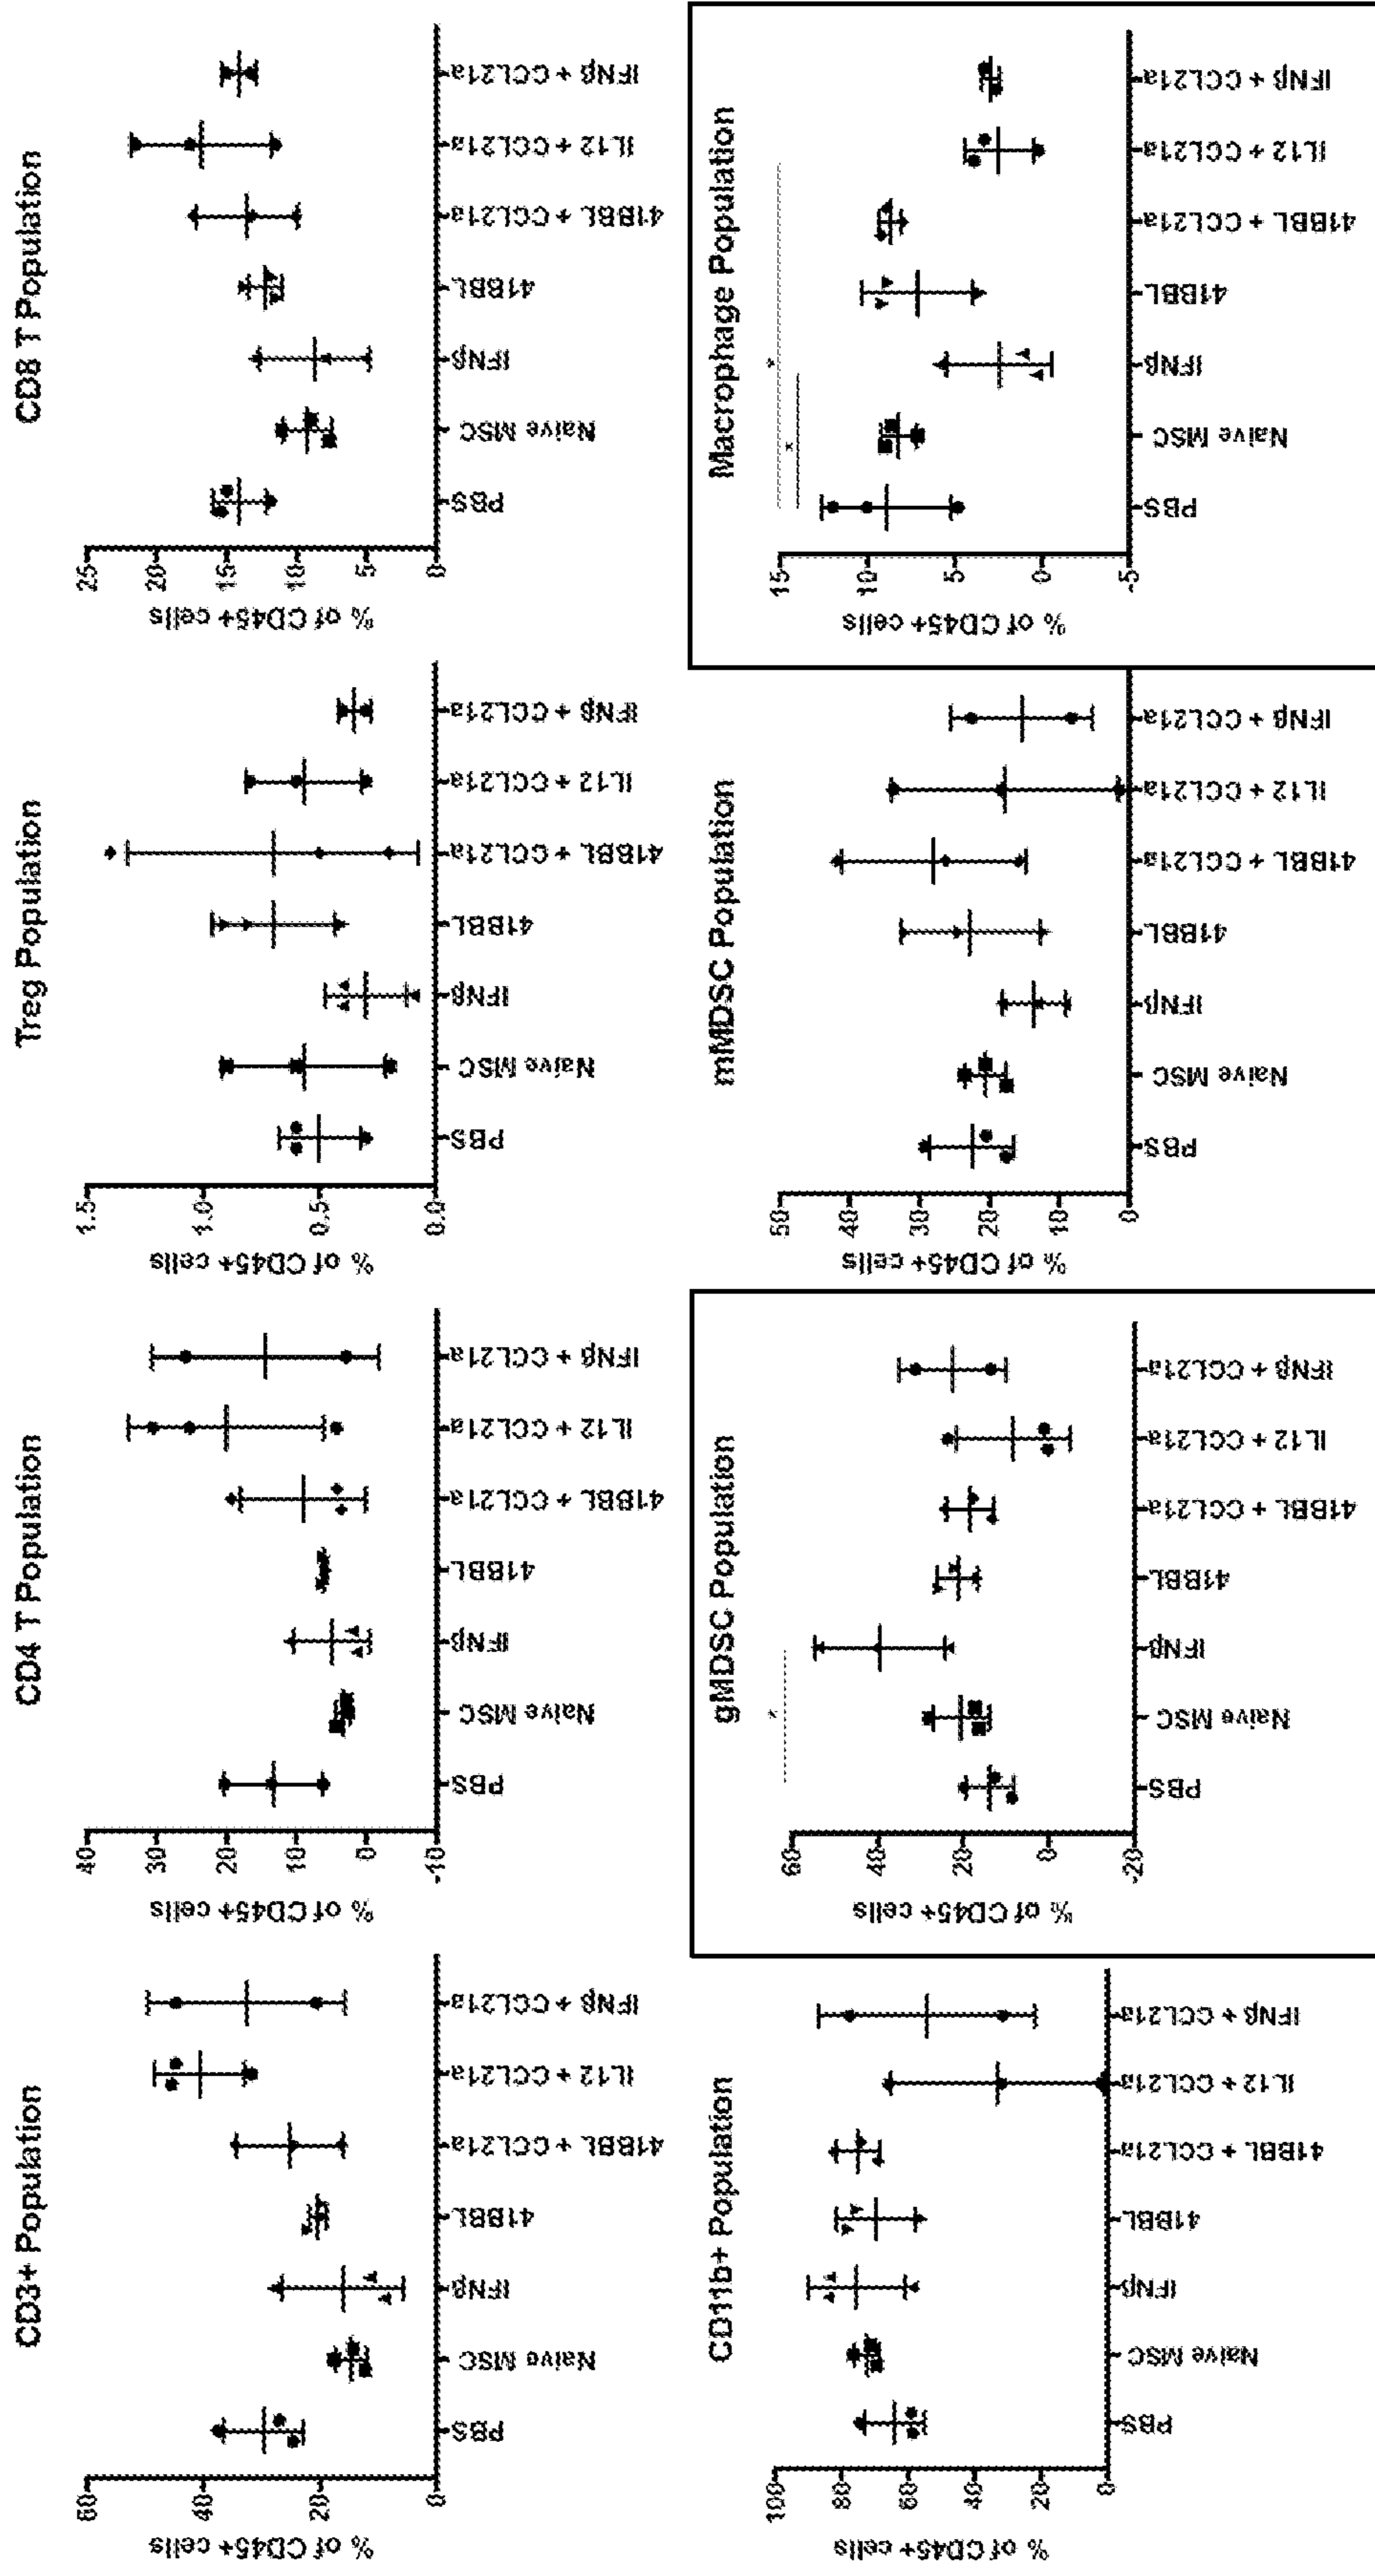 CD3+ Population
% of CD45+ cells
60
40
20
0
PBS
Naive MSC
IFNβ
41BBL
41BBL + CCL21a
IL12 + CCL21a
IFNβ + CCL21a
CD4 T Population
% of CD45+ cells
40
30
20
10
0
-10
PBS
Naive MSC
IFNβ
41BBL
41BBL + CCL21a
IL12 + CCL21a
IFNβ + CCL21a
Treg Population
% of CD45+ cells
1.5
1.0
0.5
0.0
PBS
Naive MSC
IFNβ
41BBL
41BBL + CCL21a
IL12 + CCL21a
IFNβ + CCL21a
CD8 T Population
% of CD45+ cells
25
20
15
10
5
0
PBS
Naive MSC
IFNβ
41BBL
41BBL + CCL21a
IL12 + CCL21a
IFNβ + CCL21a
CD11b+ Population
% of CD45+ cells
100
80
60
40
20
0
PBS
Naive MSC
IFNβ
41BBL
41BBL + CCL21a
IL12 + CCL21a
IFNβ + CCL21a
gMDSC Population
% of CD45+ cells
60
40
20
0
-20
*
PBS
Naive MSC
IFNβ
41BBL
41BBL + CCL21a
IL12 + CCL21a
IFNβ + CCL21a
mMDSC Population
% of CD45+ cells
50
40
30
20
10
0
PBS
Naive MSC
IFNβ
41BBL
41BBL + CCL21a
IL12 + CCL21a
IFNβ + CCL21a
Macrophage Population
% of CD45+ cells
15
10
5
0
-5
*
*
PBS
Naive MSC
IFNβ
41BBL
41BBL + CCL21a
IL12 + CCL21a
IFNβ + CCL21a